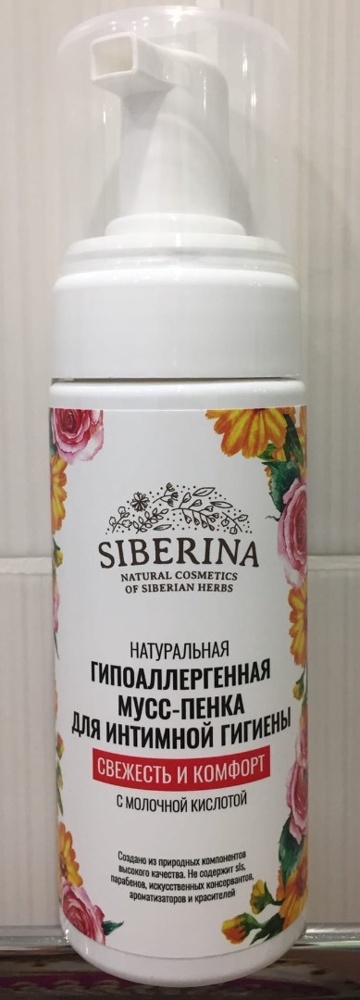 SIBERINA
NATURAL COSMETICS
OF SIBERIAN HERBS
НАТУРАЛЬНАЯ
ГИПОАЛЛЕРГЕННАЯ
МУСС-ПЕНКА
ДЛЯ ИНТИМНОЙ ГИГИЕНЫ
СВЕЖЕСТЬ И КОМФОРТ
С МОЛОЧНОЙ КИСЛОТОЙ
Создано из природных компонентов
высокого качества. Не содержит sls,
парабенов, искусственных консервантов,
ароматизаторов и красителей